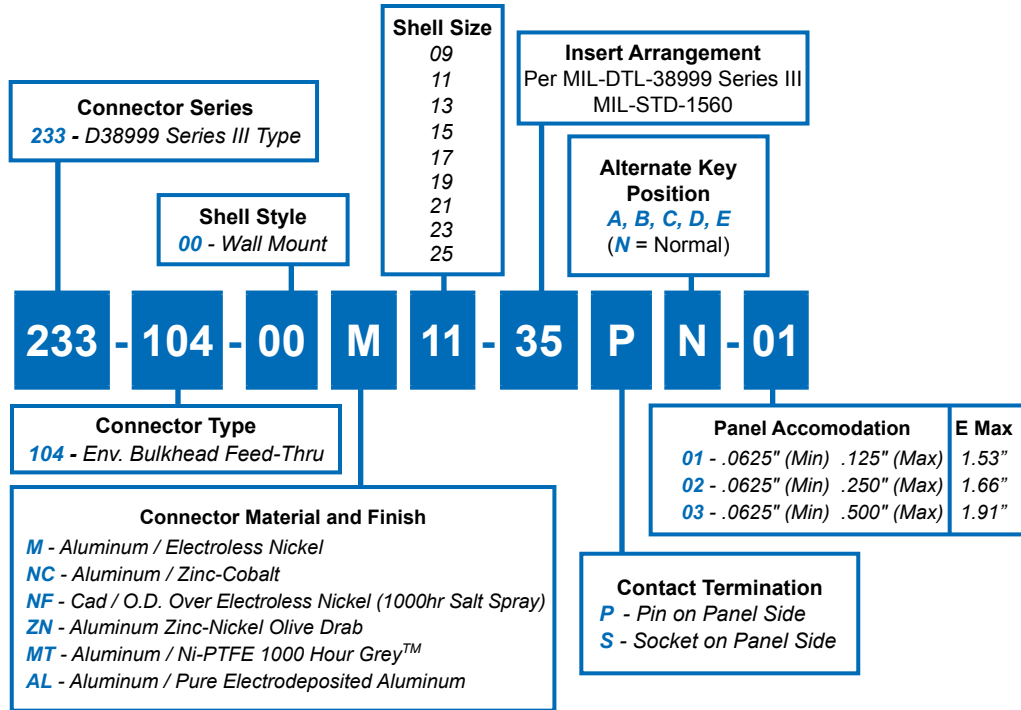 Shell Size
09
11
13
15
17
19
21
23
25
Insert Arrangement
Per MIL-DTL-38999 Series III
MIL-STD-1560
Connector Series
233 - D38999 Series III Type
Shell Style
00 - Wall Mount
Alternate Key
Position
A, B, C, D, E
(N = Normal)
233 - 104 - 00 M 11 - 35 P N - 01
Connector Type
104 - Env. Bulkhead Feed-Thru
Panel Accomodation E Max
01 - .0625" (Min) .125" (Max) 1.53”
02 - .0625" (Min) .250" (Max) 1.66”
03 - .0625" (Min) .500" (Max) 1.91”
Connector Material and Finish
M - Aluminum / Electroless Nickel
NC - Aluminum / Zinc-Cobalt
NF - Cad / O.D. Over Electroless Nickel (1000hr Salt Spray)
ZN - Aluminum Zinc-Nickel Olive Drab
MT - Aluminum / Ni-PTFE 1000 Hour Grey™
AL - Aluminum / Pure Electrodeposited Aluminum
Contact Termination
P - Pin on Panel Side
S - Socket on Panel Side